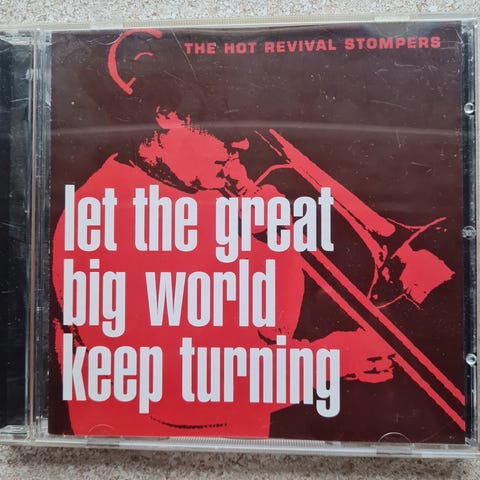 THE HOT REVIVAL STOMPERS
let the great
big world
keep turning